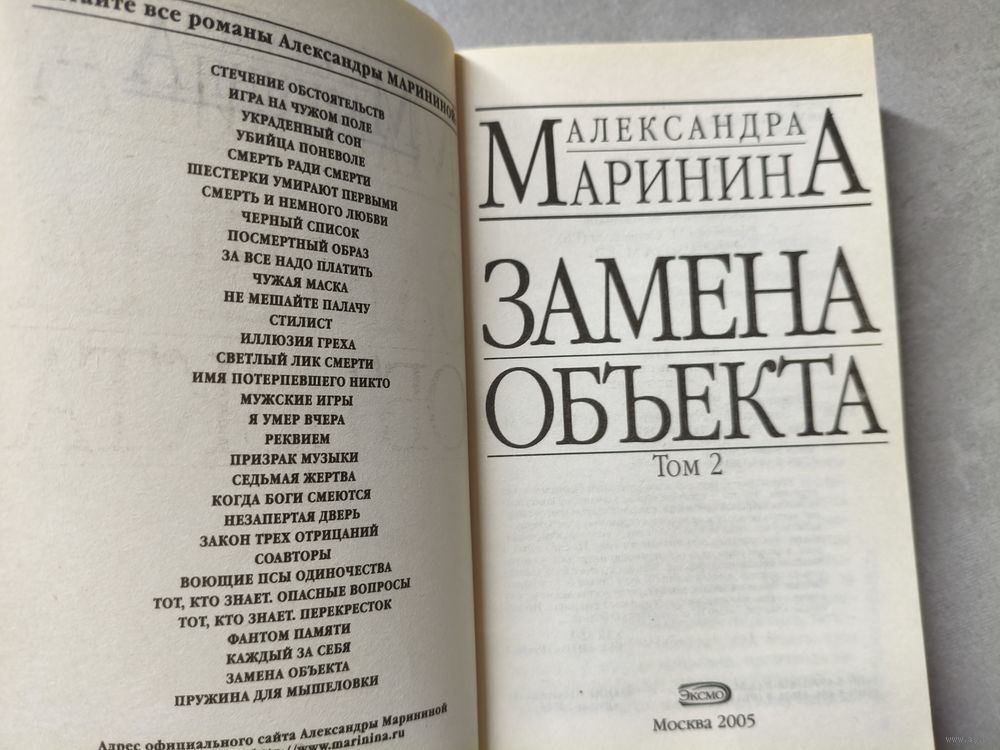 все романы Александры МАРИНИНОЙ:
СТЕЧЕНИЕ ОБСТОЯТЕЛЬСТВ
ИГРА НА ЧУЖОМ ПОЛЕ
УКРАДЕННЫЙ СОН
УБИЙЦА ПОНЕВОЛЕ
СМЕРТЬ РАДИ СМЕРТИ
ШЕСТЕРКИ УМИРАЮТ ПЕРВЫМИ
СМЕРТЬ И НЕМНОГО ЛЮБВИ
ЧЕРНЫЙ СПИСОК
ПОСМЕРТНЫЙ ОБРАЗ
ЗА ВСЕ НАДО ПЛАТИТЬ
ЧУЖАЯ МАСКА
НЕ МЕШАЙТЕ ПАЛАЧУ
СТИЛИСТ
ИЛЛЮЗИЯ ГРЕХА
СВЕТЛЫЙ ЛИК СМЕРТИ
ИМЯ ПОТЕРПЕВШЕГО НИКТО
МУЖСКИЕ ИГРЫ
Я УМЕР ВЧЕРА
РЕКВИЕМ
ПРИЗРАК МУЗЫКИ
СЕДЬМАЯ ЖЕРТВА
КОГДА БОГИ СМЕЮТСЯ
НЕЗАПЕРТАЯ ДВЕРЬ
ЗАКОН ТРЕХ ОТРИЦАНИЙ
СОАВТОРЫ
ВОЮЩИЕ ПСЫ ОДИНОЧЕСТВА
ТОТ, КТО ЗНАЕТ. ОПАСНЫЕ ВОПРОСЫ
ТОТ, КТО ЗНАЕТ. ПЕРЕКРЕСТОК
ФАНТОМ ПАМЯТИ
КАЖДЫЙ ЗА СЕБЯ
ЗАМЕНА ОБЪЕКТА
ПРУЖИНА ДЛЯ МЫШЕЛОВКИ
Адрес официального сайта Александры Марининой
http://www.marinina.ru
АЛЕКСАНДРА
МАРИНИНА
ЗАМЕНА
ОБЪЕКТА
Том 2
ЭКСМО
Москва 2005